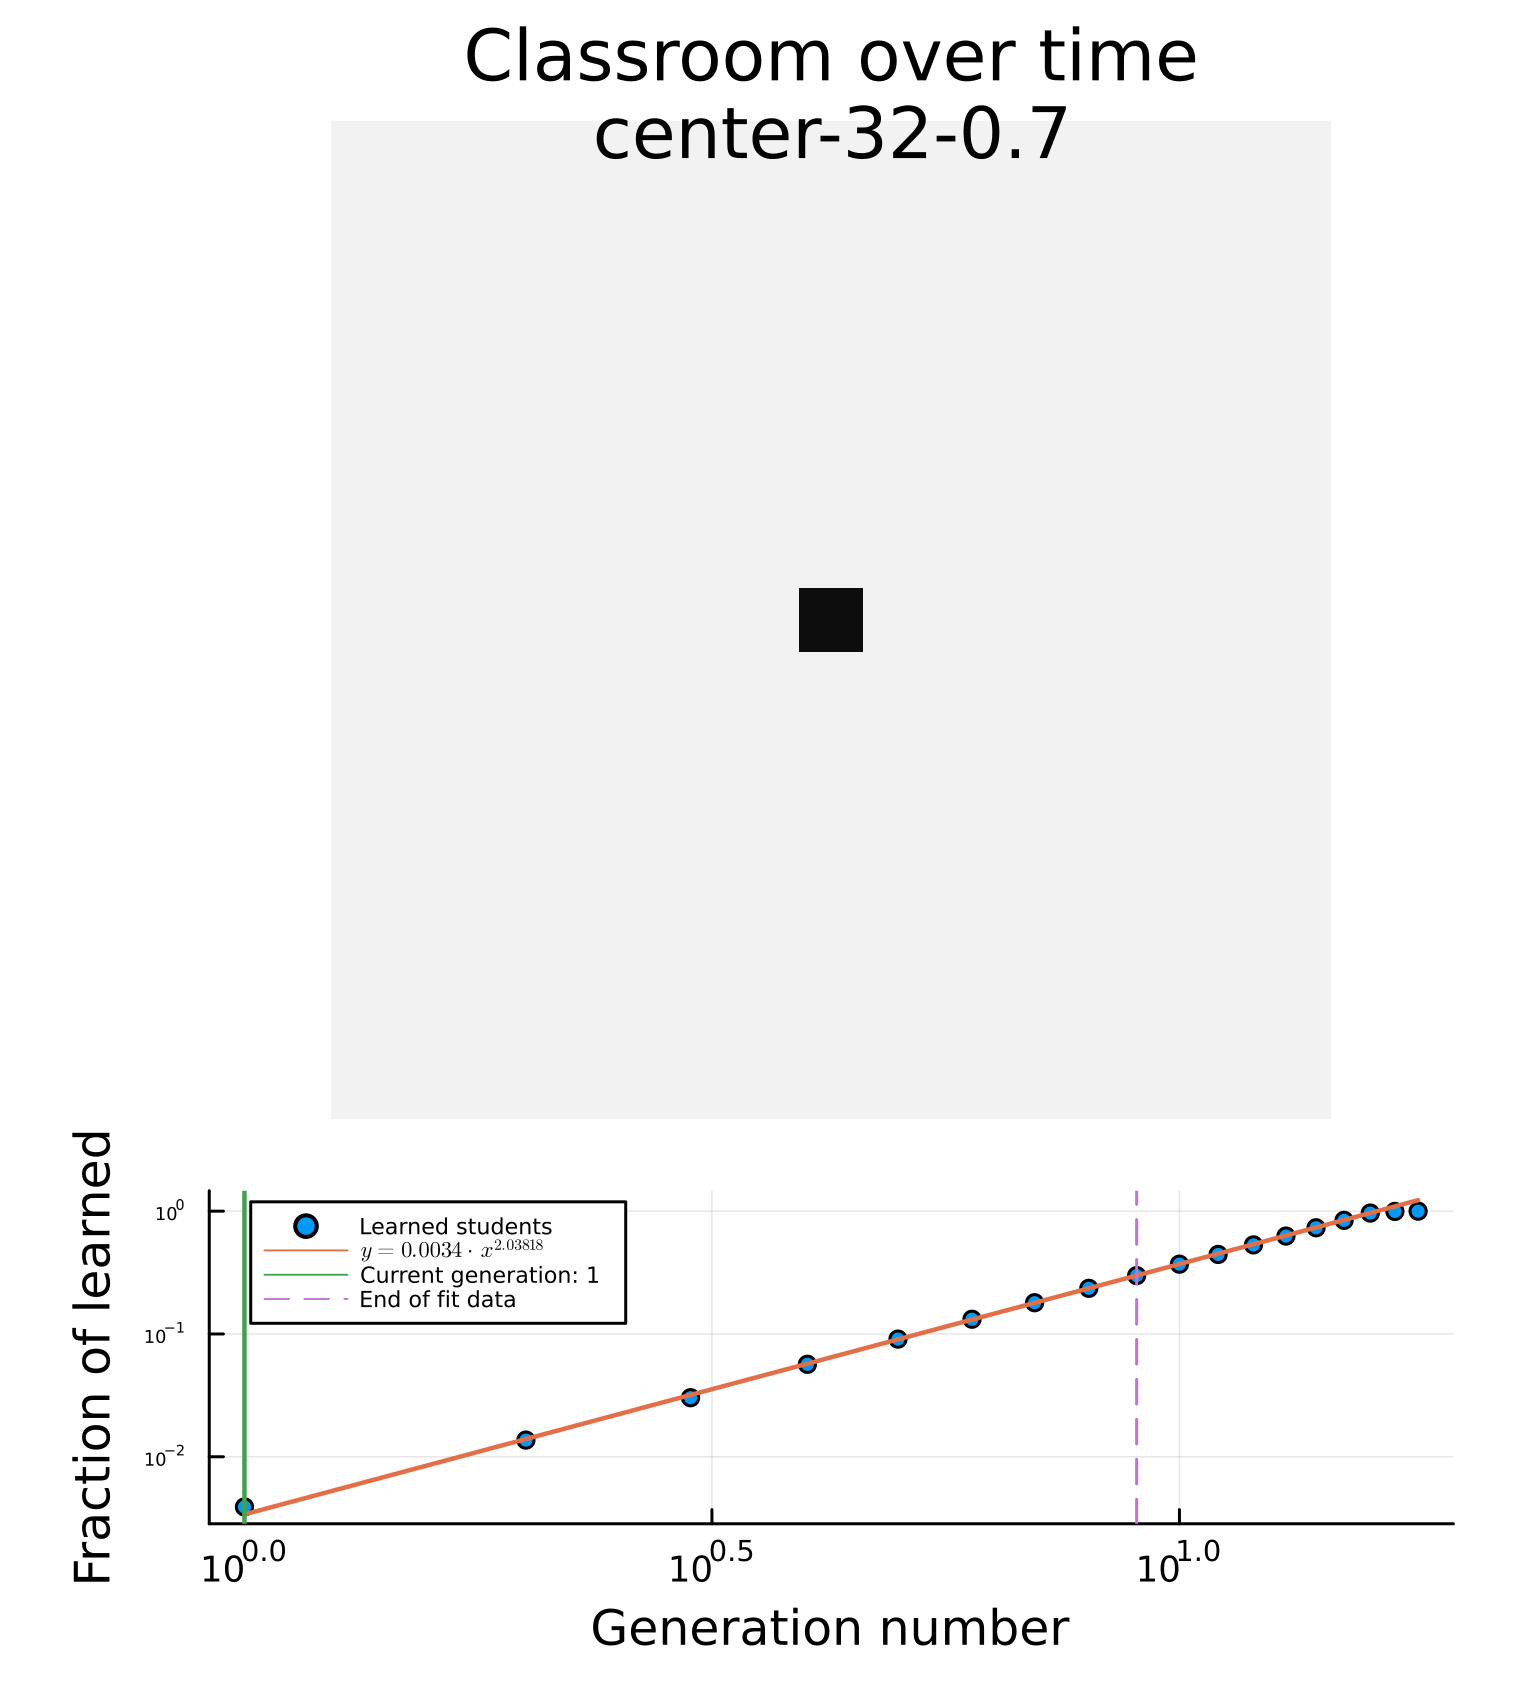 Classroom over time
center-32-0.7
Fraction of learned
10⁰
10⁻¹
10⁻²
Learned students
y = 0.0034 · x^2.03818
Current generation: 1
End of fit data
10^0.0
10^0.5
10^1.0
Generation number